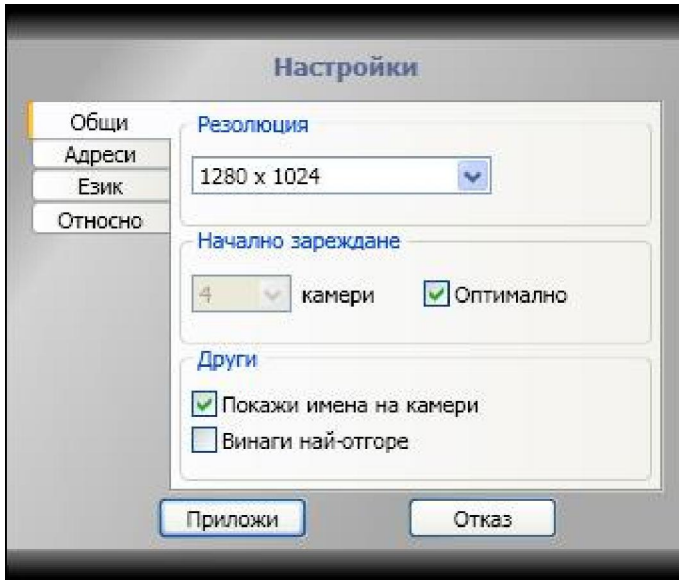 Настройки
Общи
Адреси
Език
Относно
Резолюция
1280 x 1024
Начално зареждане
4 камери Оптимално
Други
Покажи имена на камери
Винаги най-отгоре
Приложи Отказ